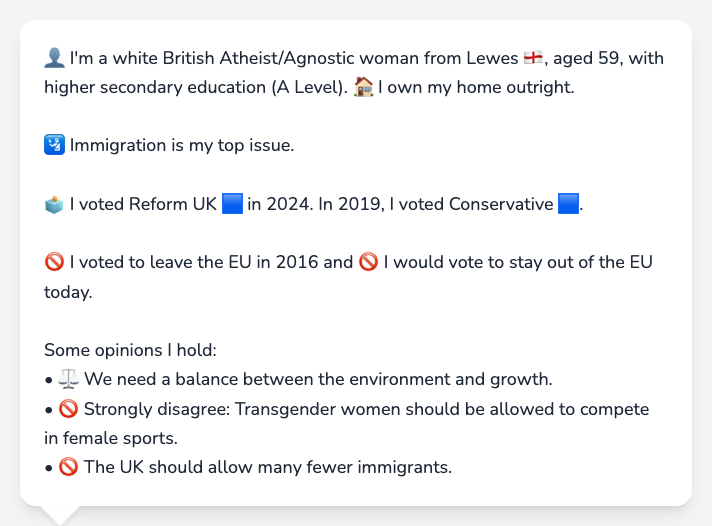 👤 I'm a white British Atheist/Agnostic woman from Lewes 🏴󠁧󠁢󠁥󠁮󠁧󠁿, aged 59, with
higher secondary education (A Level). 🏠 I own my home outright.
🛂 Immigration is my top issue.
🗳️ I voted Reform UK 🟦 in 2024. In 2019, I voted Conservative 🟦.
🚫 I voted to leave the EU in 2016 and 🚫 I would vote to stay out of the EU
today.
Some opinions I hold:
• ⚖️ We need a balance between the environment and growth.
• 🚫 Strongly disagree: Transgender women should be allowed to compete
in female sports.
• 🚫 The UK should allow many fewer immigrants.